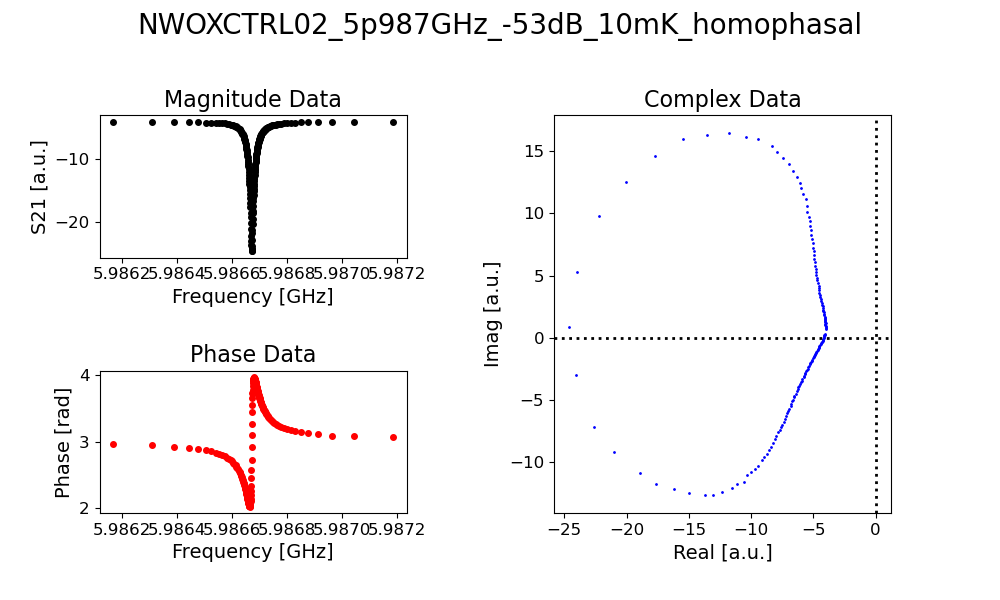 NWOXCTRL02_5p987GHz_-53dB_10mK_homophasal
Magnitude Data
S21 [a.u.]
−10
−20
5.9862 5.9864 5.9866 5.9868 5.9870 5.9872
Frequency [GHz]
Phase Data
Phase [rad]
4
3
2
5.9862 5.9864 5.9866 5.9868 5.9870 5.9872
Frequency [GHz]
Complex Data
Imag [a.u.]
15
10
5
0
−5
−10
−25 −20 −15 −10 −5 0
Real [a.u.]